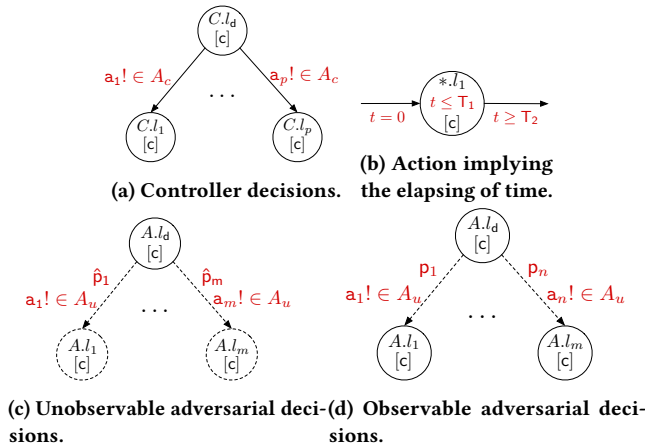 C.l_d
[c]
a_1! ∈ A_c
a_p! ∈ A_c
. . .
C.l_1
[c]
C.l_p
[c]
(a) Controller decisions.
*.l_1
t ≤ T_1
[c]
t = 0
t ≥ T_2
(b) Action implying
the elapsing of time.
A.l_d
[c]
p̂_1
p̂_m
a_1! ∈ A_u
a_m! ∈ A_u
. . .
A.l_1
[c]
A.l_m
[c]
(c) Unobservable adversarial deci-
sions.
A.l_d
[c]
p_1
p_n
a_1! ∈ A_u
a_n! ∈ A_u
. . .
A.l_1
[c]
A.l_m
[c]
(d) Observable adversarial deci-
sions.